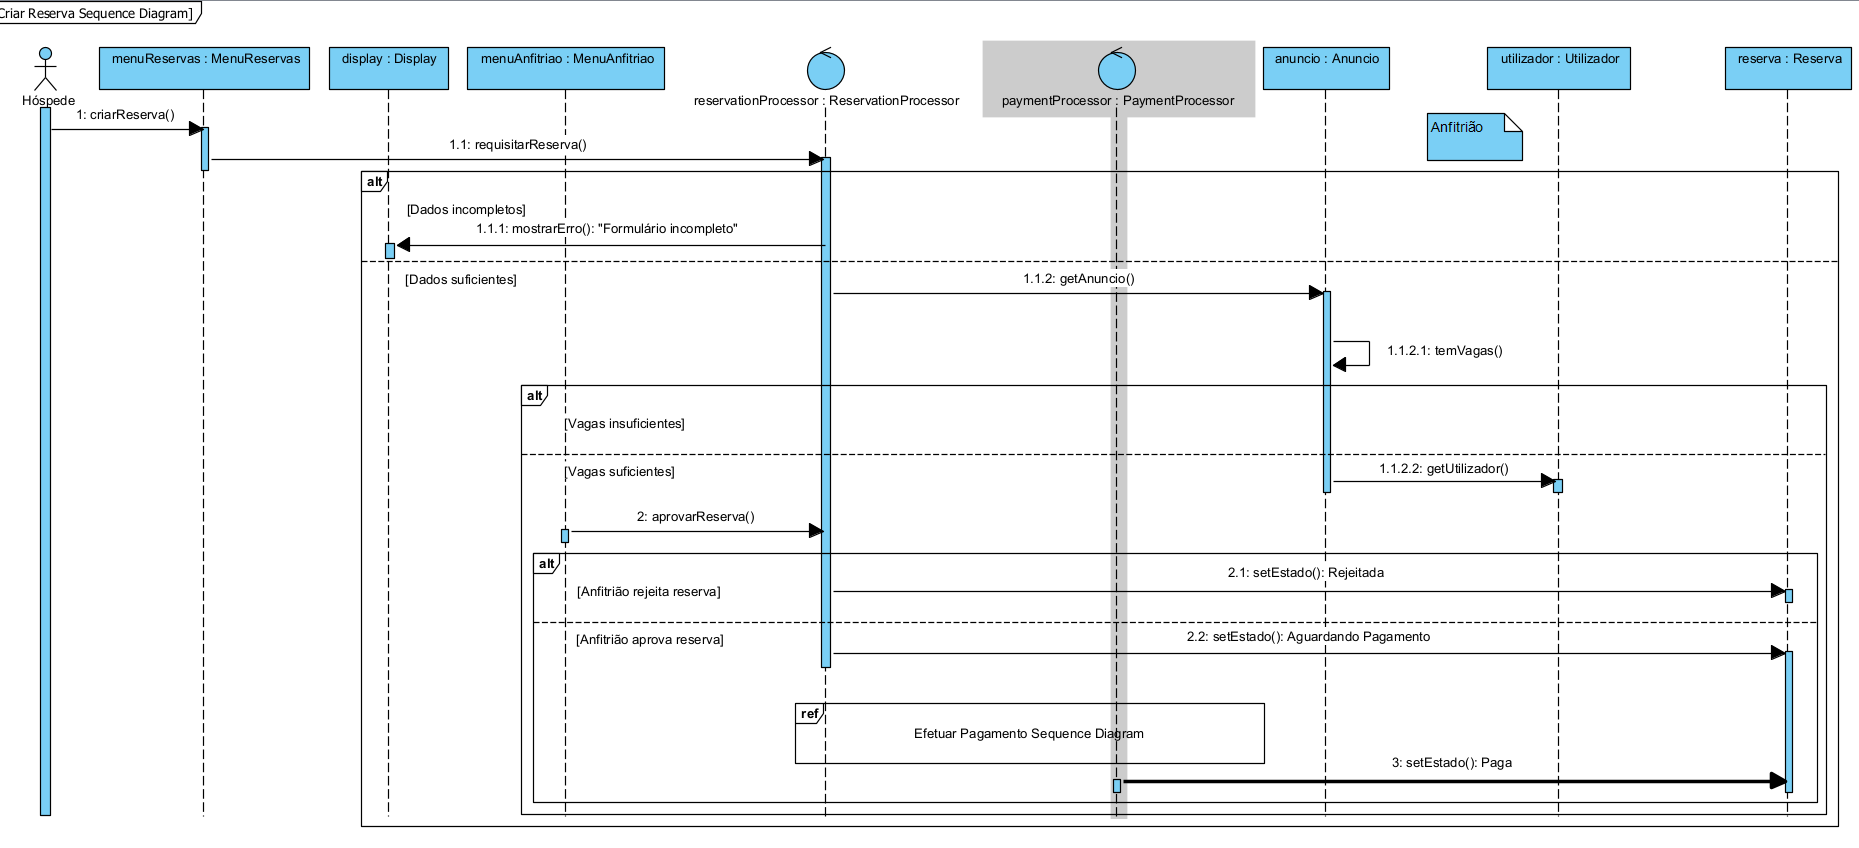 Criar Reserva Sequence Diagram]
menuReservas : MenuReservas
display : Display
menuAnfitriao : MenuAnfitriao
anuncio : Anuncio
utilizador : Utilizador
reserva : Reserva
Hóspede
reservationProcessor : ReservationProcessor
paymentProcessor : PaymentProcessor
1: criarReserva()
Anfitrião
1.1: requisitarReserva()
alt
[Dados incompletos]
1.1.1: mostrarErro(): "Formulário incompleto"
[Dados suficientes]
1.1.2: getAnuncio()
1.1.2.1: temVagas()
alt
[Vagas insuficientes]
[Vagas suficientes]
1.1.2.2: getUtilizador()
2: aprovarReserva()
alt
2.1: setEstado(): Rejeitada
[Anfitrião rejeita reserva]
[Anfitrião aprova reserva]
2.2: setEstado(): Aguardando Pagamento
ref
Efetuar Pagamento Sequence Diagram
3: setEstado(): Paga